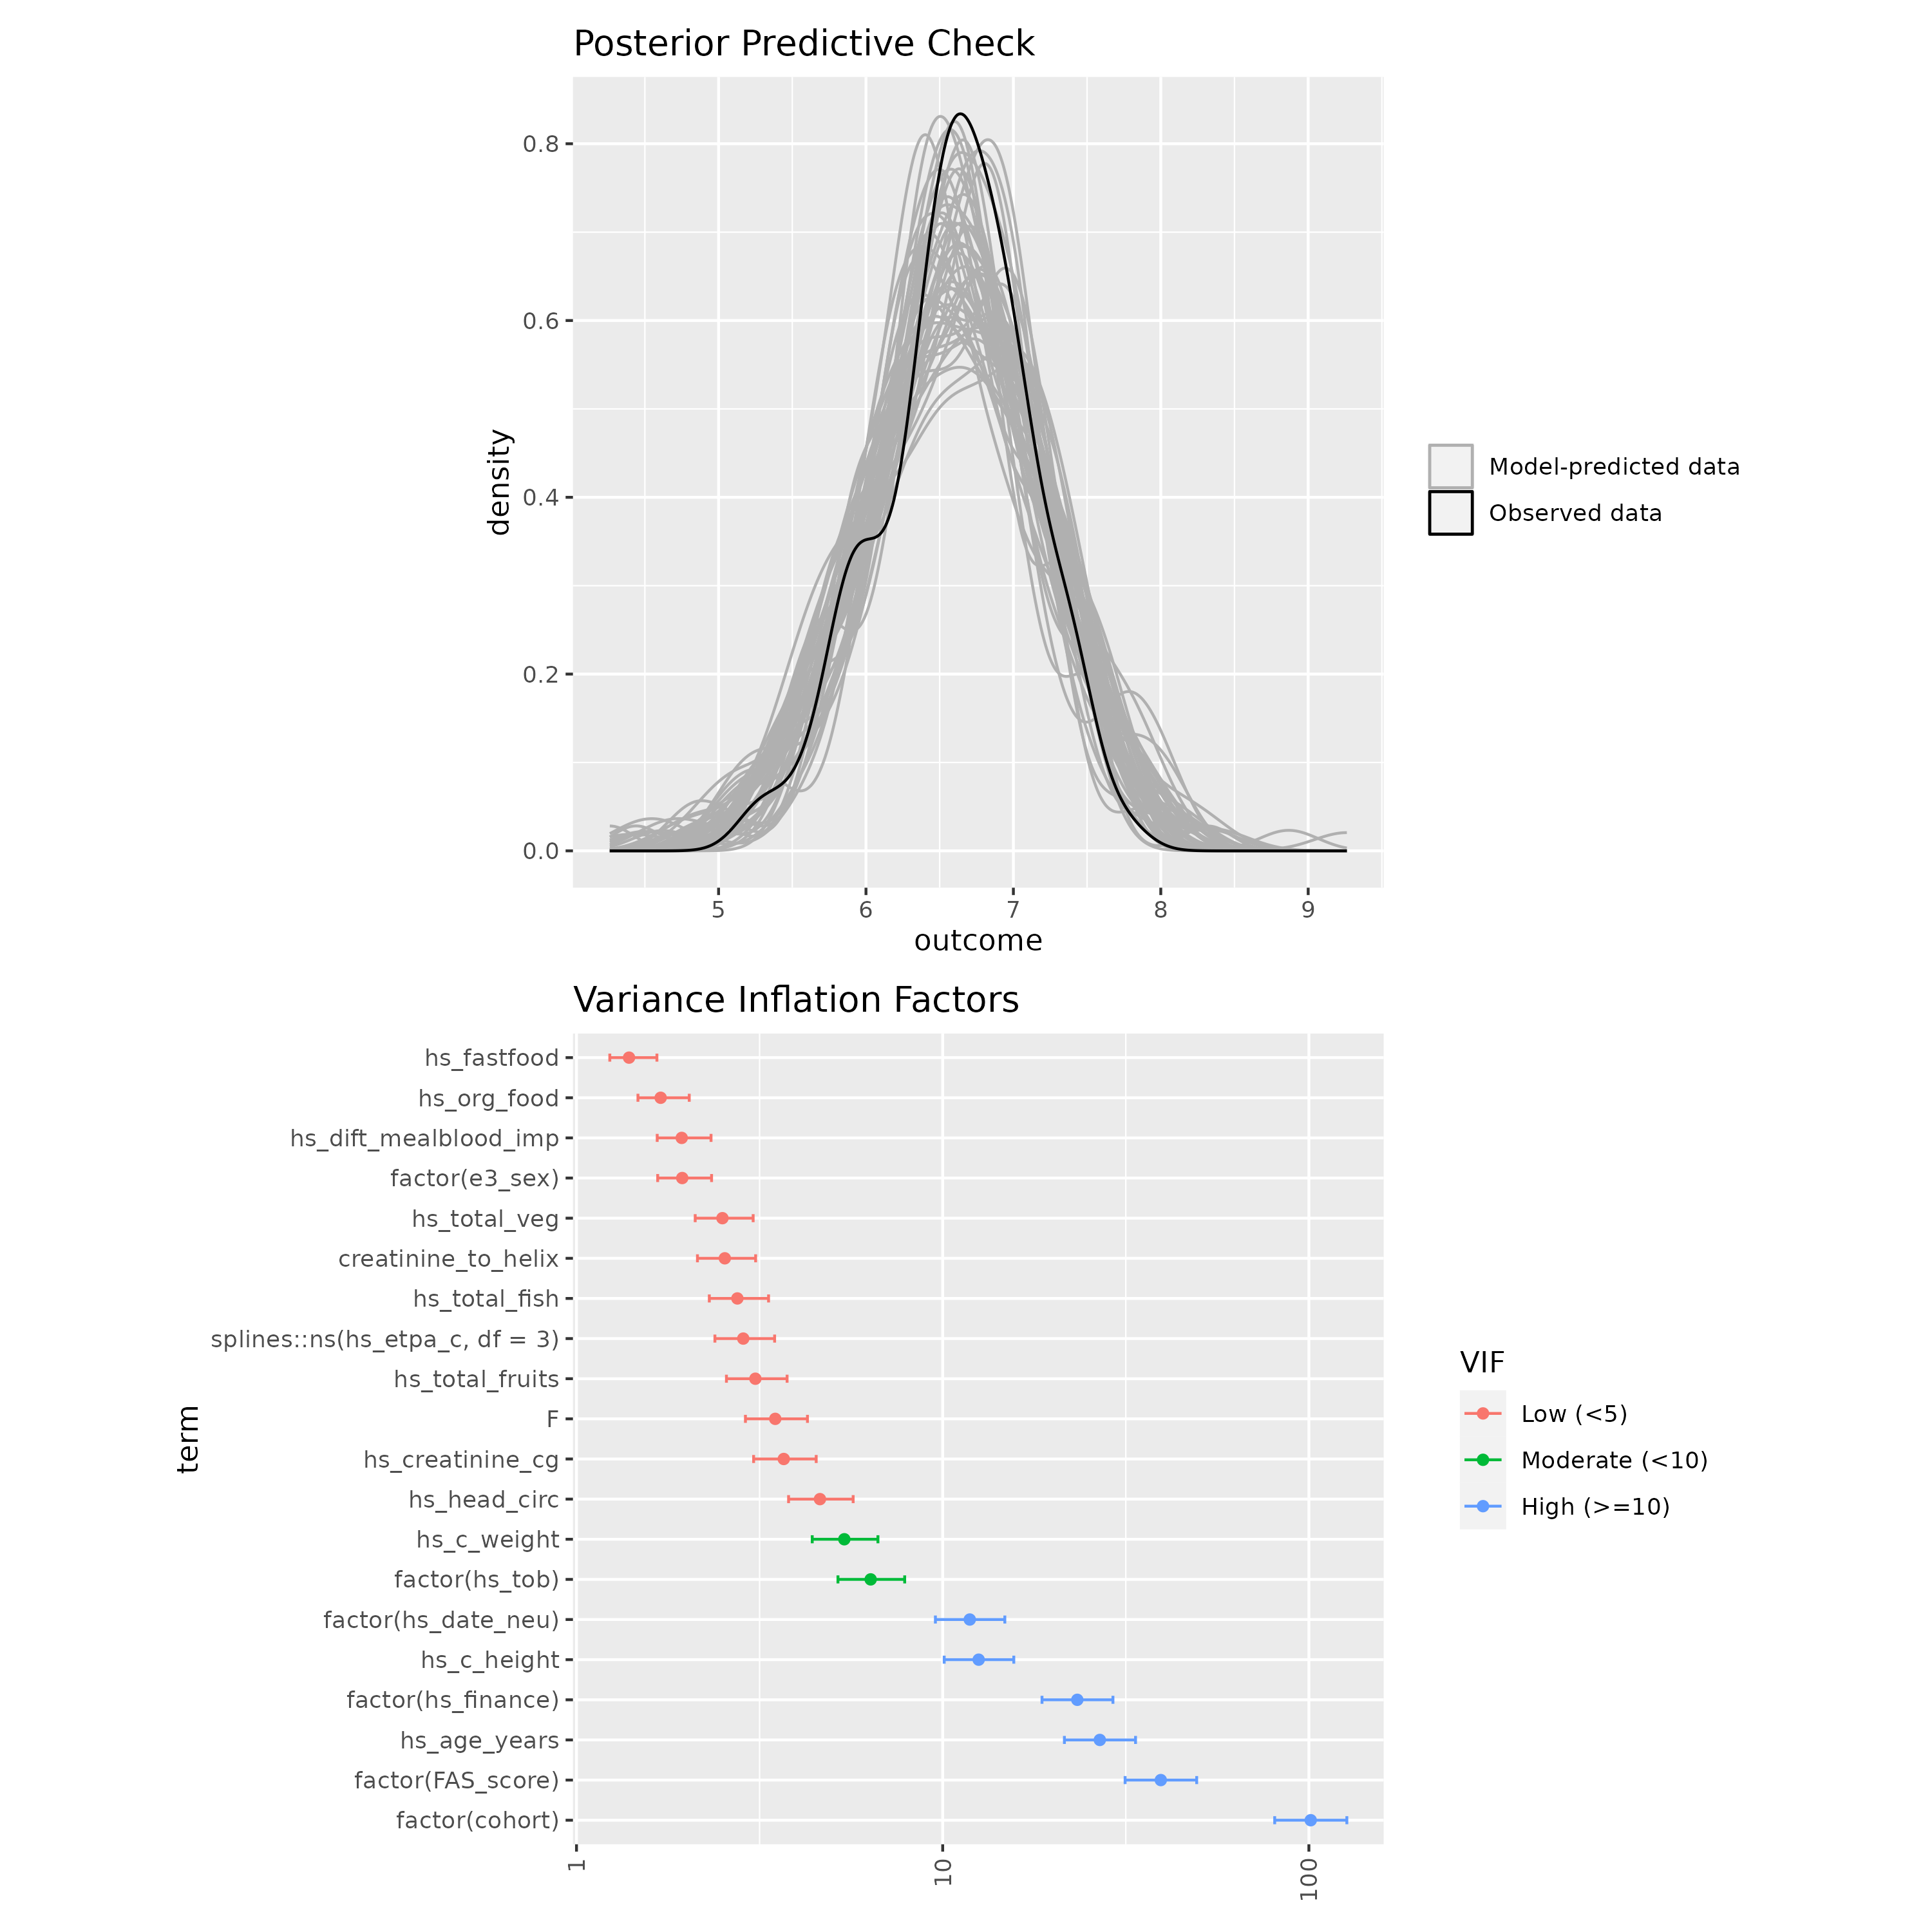 Posterior Predictive Check
density
0.8
0.6
0.4
0.2
0.0
5 6 7 8 9
outcome
Model-predicted data
Observed data
Variance Inflation Factors
term
hs_fastfood
hs_org_food
hs_dift_mealblood_imp
factor(e3_sex)
hs_total_veg
creatinine_to_helix
hs_total_fish
splines::ns(hs_etpa_c, df = 3)
hs_total_fruits
F
hs_creatinine_cg
hs_head_circ
hs_c_weight
factor(hs_tob)
factor(hs_date_neu)
hs_c_height
factor(hs_finance)
hs_age_years
factor(FAS_score)
factor(cohort)
1 10 100
VIF
Low (<5)
Moderate (<10)
High (>=10)